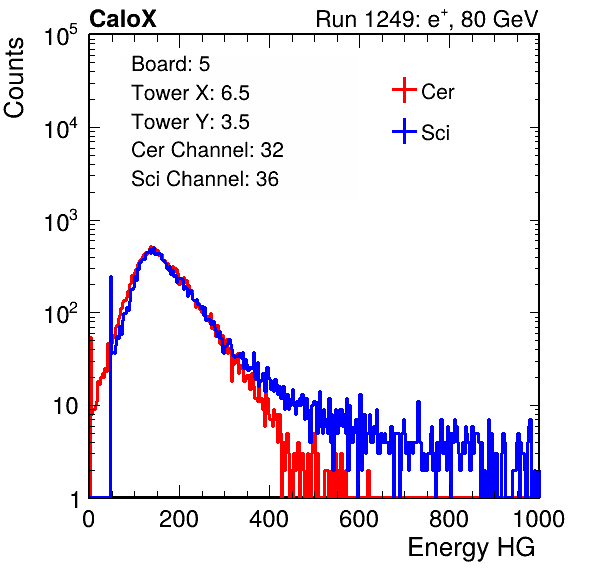 CaloX Run 1249: e⁺, 80 GeV
Counts
10⁵
10⁴
10³
10²
10
1
Board: 5
Tower X: 6.5
Tower Y: 3.5
Cer Channel: 32
Sci Channel: 36
Cer
Sci
0 200 400 600 800 1000
Energy HG